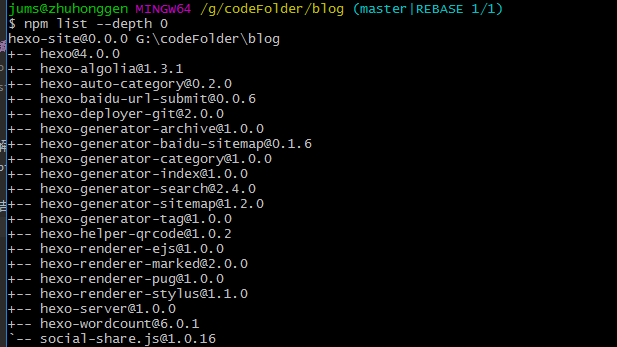 jums@zhuhonggen MINGW64 /g/codeFolder/blog (master|REBASE 1/1)
$ npm list --depth 0
hexo-site@0.0.0 G:\codeFolder\blog
+-- hexo@4.0.0
+-- hexo-algolia@1.3.1
+-- hexo-auto-category@0.2.0
+-- hexo-baidu-url-submit@0.0.6
+-- hexo-deployer-git@2.0.0
+-- hexo-generator-archive@1.0.0
+-- hexo-generator-baidu-sitemap@0.1.6
+-- hexo-generator-category@1.0.0
+-- hexo-generator-index@1.0.0
+-- hexo-generator-search@2.4.0
+-- hexo-generator-sitemap@1.2.0
+-- hexo-generator-tag@1.0.0
+-- hexo-helper-qrcode@1.0.2
+-- hexo-renderer-ejs@1.0.0
+-- hexo-renderer-marked@2.0.0
+-- hexo-renderer-pug@1.0.0
+-- hexo-renderer-stylus@1.1.0
+-- hexo-server@1.0.0
+-- hexo-wordcount@6.0.1
`-- social-share.js@1.0.16